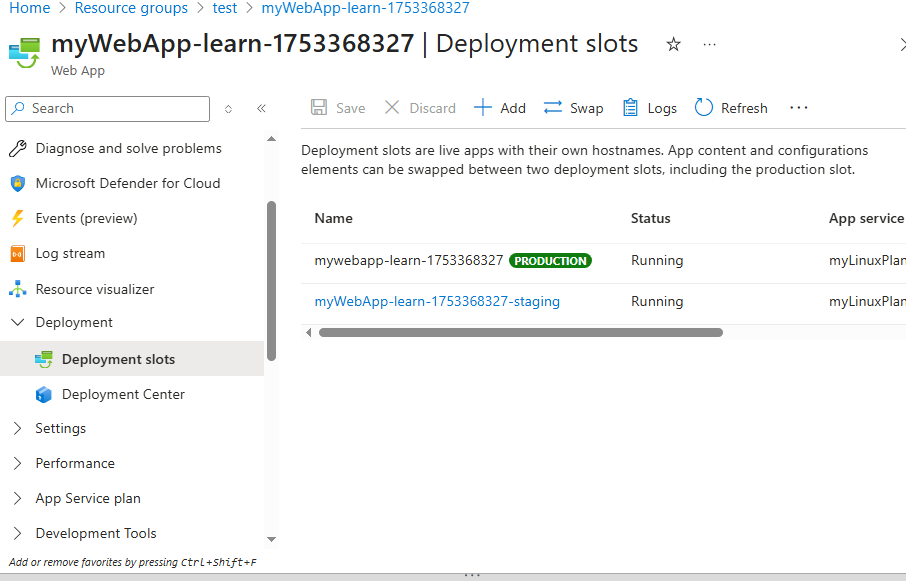 Home > Resource groups > test > myWebApp-learn-1753368327
myWebApp-learn-1753368327 | Deployment slots
Web App
Search
Save Discard Add Swap Logs Refresh
Diagnose and solve problems
Microsoft Defender for Cloud
Events (preview)
Log stream
Resource visualizer
Deployment
Deployment slots
Deployment Center
Settings
Performance
App Service plan
Development Tools
Add or remove favorites by pressing Ctrl+Shift+F
Deployment slots are live apps with their own hostnames. App content and configurations
elements can be swapped between two deployment slots, including the production slot.
Name Status App service
mywebapp-learn-1753368327 PRODUCTION Running myLinuxPlan
myWebApp-learn-1753368327-staging Running myLinuxPlan